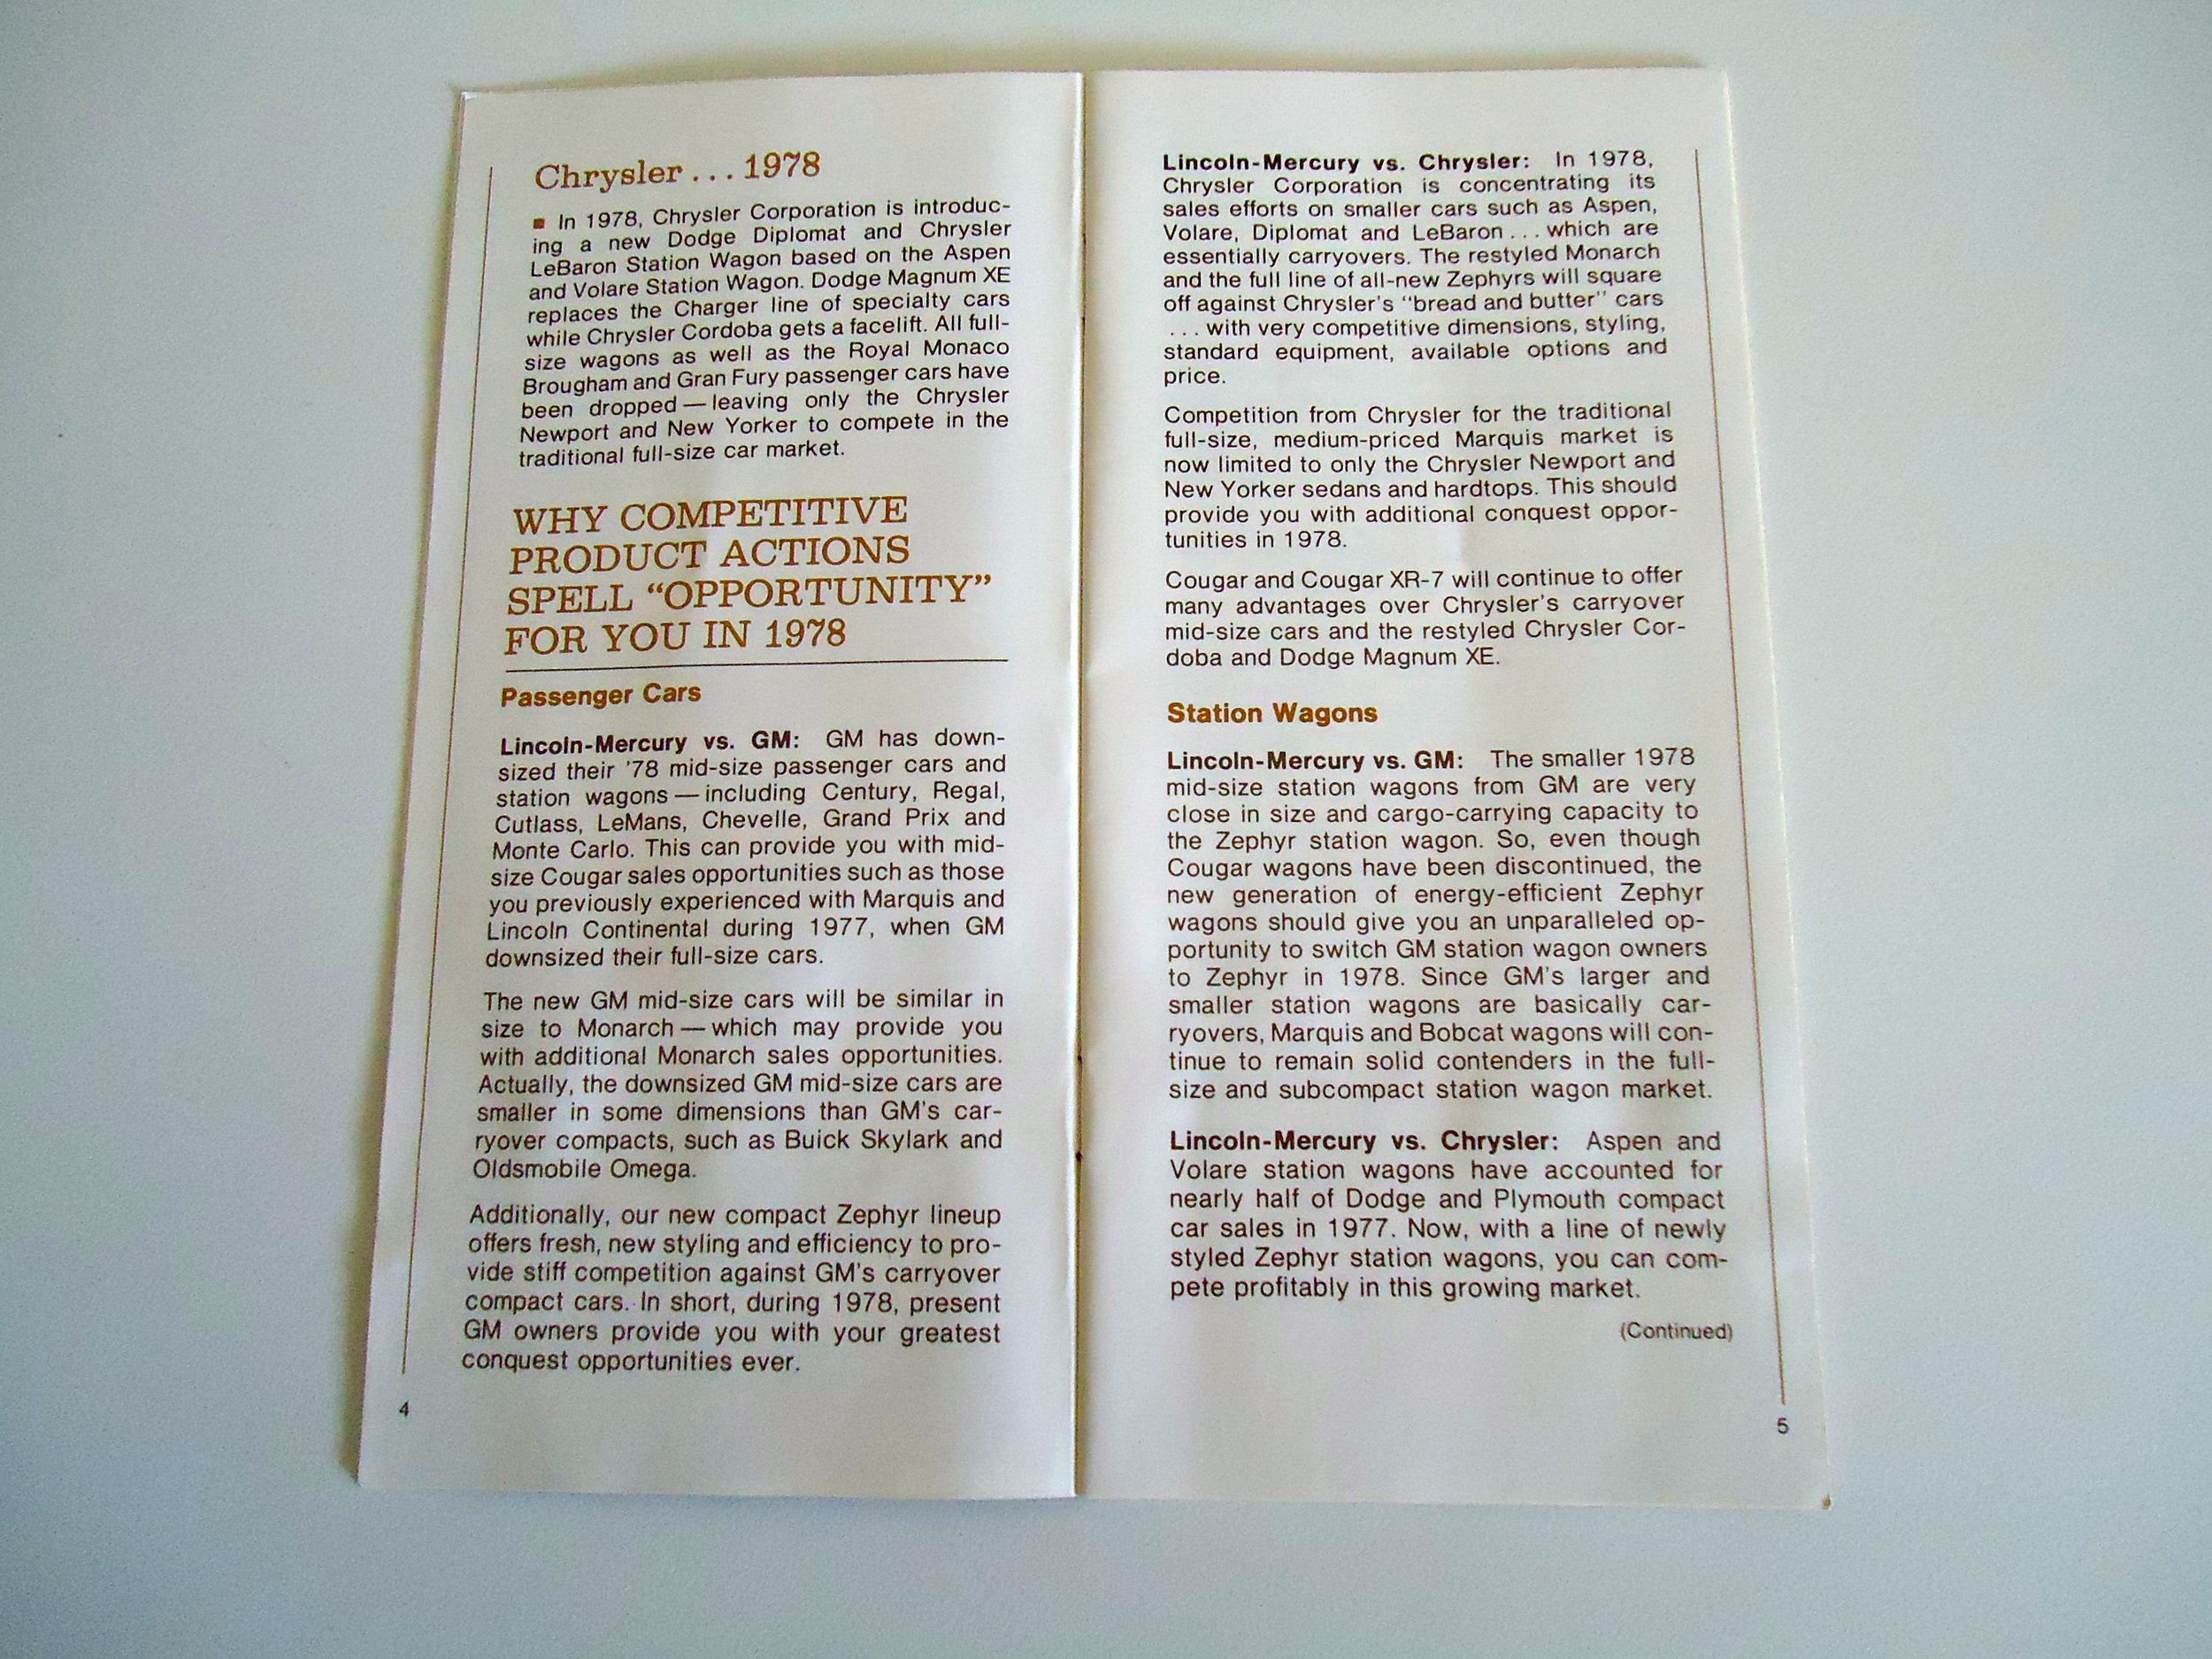 Chrysler . . . 1978
■ In 1978, Chrysler Corporation is introduc-
ing a new Dodge Diplomat and Chrysler
LeBaron Station Wagon based on the Aspen
and Volare Station Wagon. Dodge Magnum XE
replaces the Charger line of specialty cars
while Chrysler Cordoba gets a facelift. All full-
size wagons as well as the Royal Monaco
Brougham and Gran Fury passenger cars have
been dropped — leaving only the Chrysler
Newport and New Yorker to compete in the
traditional full-size car market.
WHY COMPETITIVE
PRODUCT ACTIONS
SPELL “OPPORTUNITY”
FOR YOU IN 1978
Passenger Cars
Lincoln-Mercury vs. GM: GM has down-
sized their '78 mid-size passenger cars and
station wagons — including Century, Regal,
Cutlass, LeMans, Chevelle, Grand Prix and
Monte Carlo. This can provide you with mid-
size Cougar sales opportunities such as those
you previously experienced with Marquis and
Lincoln Continental during 1977, when GM
downsized their full-size cars.
The new GM mid-size cars will be similar in
size to Monarch — which may provide you
with additional Monarch sales opportunities.
Actually, the downsized GM mid-size cars are
smaller in some dimensions than GM's car-
ryover compacts, such as Buick Skylark and
Oldsmobile Omega.
Additionally, our new compact Zephyr lineup
offers fresh, new styling and efficiency to pro-
vide stiff competition against GM's carryover
compact cars. In short, during 1978, present
GM owners provide you with your greatest
conquest opportunities ever.
4
Lincoln-Mercury vs. Chrysler: In 1978,
Chrysler Corporation is concentrating its
sales efforts on smaller cars such as Aspen,
Volare, Diplomat and LeBaron . . . which are
essentially carryovers. The restyled Monarch
and the full line of all-new Zephyrs will square
off against Chrysler's “bread and butter” cars
. . . with very competitive dimensions, styling,
standard equipment, available options and
price.
Competition from Chrysler for the traditional
full-size, medium-priced Marquis market is
now limited to only the Chrysler Newport and
New Yorker sedans and hardtops. This should
provide you with additional conquest oppor-
tunities in 1978.
Cougar and Cougar XR-7 will continue to offer
many advantages over Chrysler's carryover
mid-size cars and the restyled Chrysler Cor-
doba and Dodge Magnum XE.
Station Wagons
Lincoln-Mercury vs. GM: The smaller 1978
mid-size station wagons from GM are very
close in size and cargo-carrying capacity to
the Zephyr station wagon. So, even though
Cougar wagons have been discontinued, the
new generation of energy-efficient Zephyr
wagons should give you an unparalleled op-
portunity to switch GM station wagon owners
to Zephyr in 1978. Since GM's larger and
smaller station wagons are basically car-
ryovers, Marquis and Bobcat wagons will con-
tinue to remain solid contenders in the full-
size and subcompact station wagon market.
Lincoln-Mercury vs. Chrysler: Aspen and
Volare station wagons have accounted for
nearly half of Dodge and Plymouth compact
car sales in 1977. Now, with a line of newly
styled Zephyr station wagons, you can com-
pete profitably in this growing market.
(Continued)
5